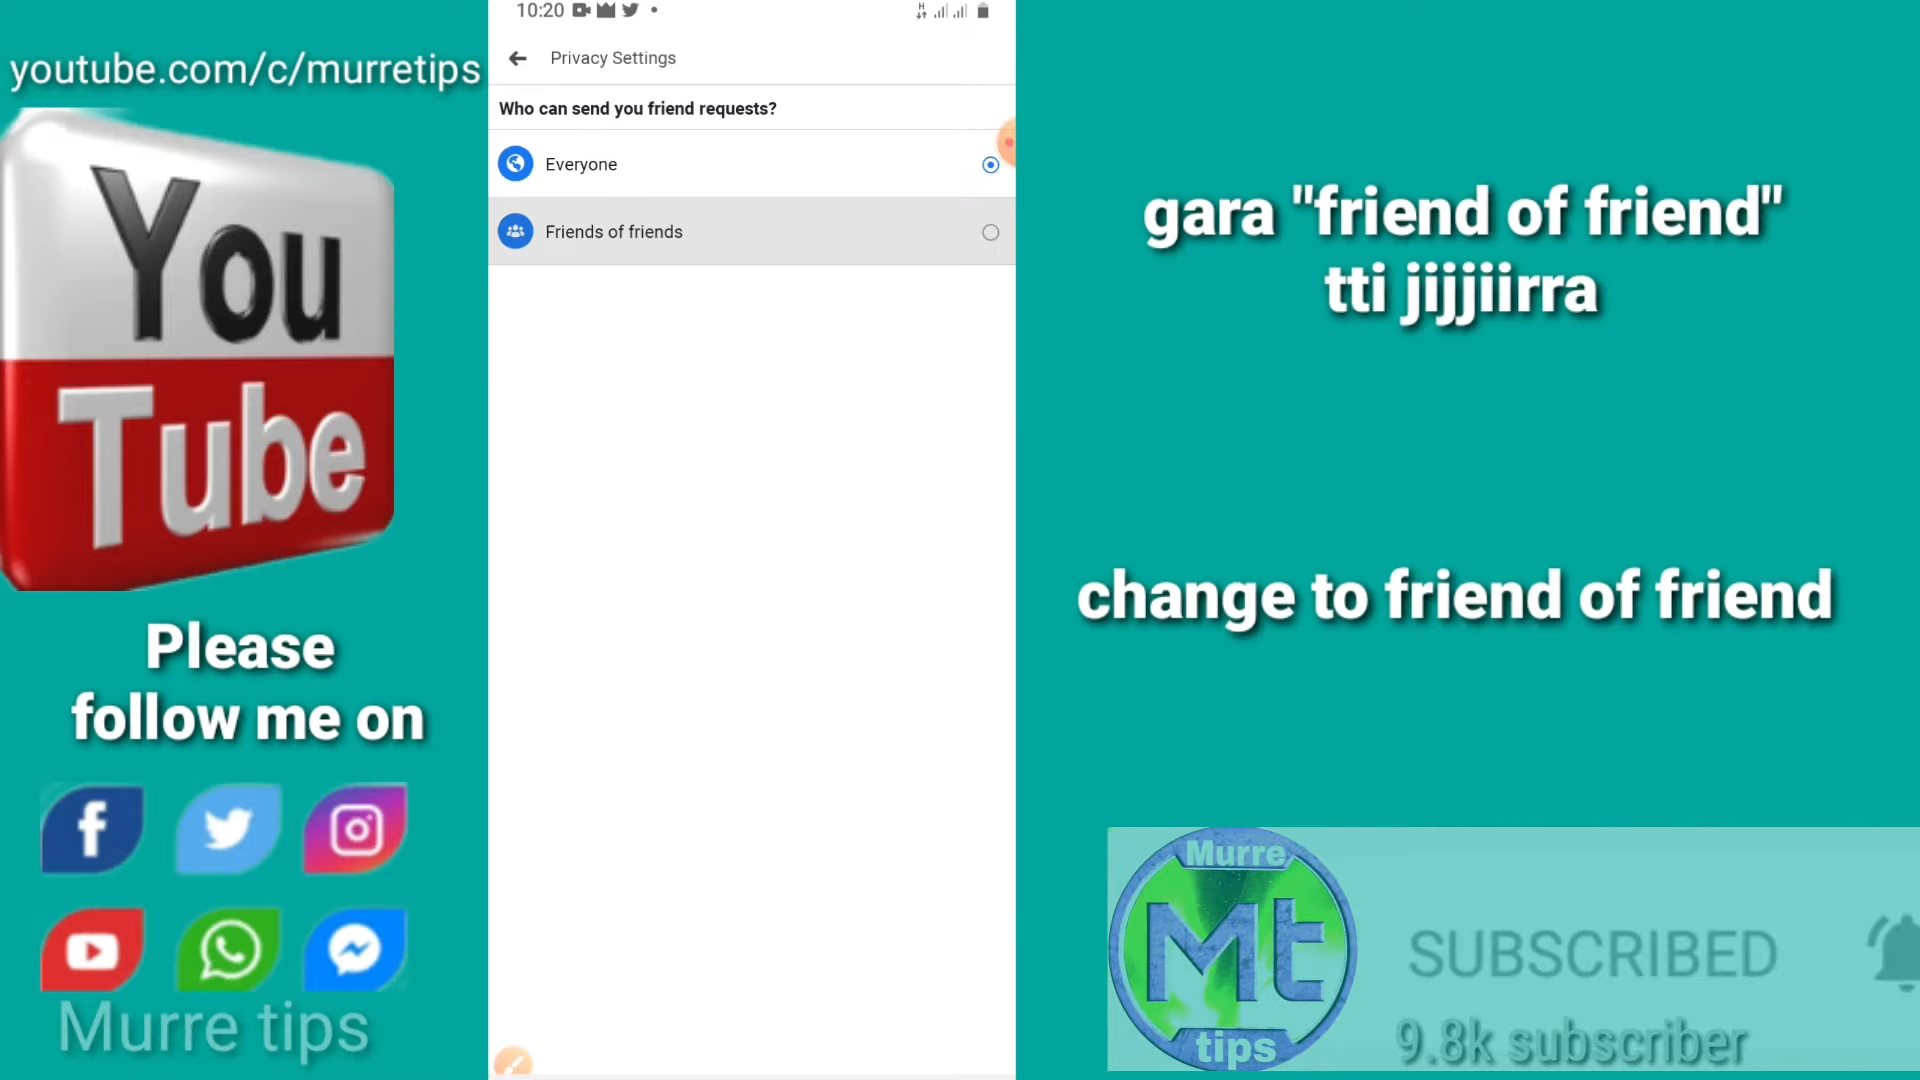 youtube.com/c/murretips
You
Tube
Please
follow me on
Murre tips
10:20
H
Privacy Settings
Who can send you friend requests?
Everyone
Friends of friends
gara "friend of friend"
tti jijjiirra
change to friend of friend
Murre
Mt
tips
SUBSCRIBED
9.8k subscriber